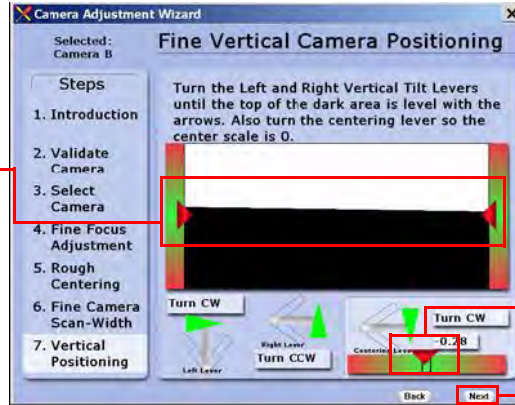 Camera Adjustment Wizard
Selected:
Camera B
Steps
1. Introduction
2. Validate
Camera
3. Select
Camera
4. Fine Focus
Adjustment
5. Rough
Centering
6. Fine Camera
Scan-Width
7. Vertical
Positioning
Fine Vertical Camera Positioning
Turn the Left and Right Vertical Tilt Levers
until the top of the dark area is level with the
arrows. Also turn the centering lever so the
center scale is 0.
Turn CW
Left Lever
Right Lever
Turn CCW
Turn CW
Centering Lever
-0.28
Back
Next